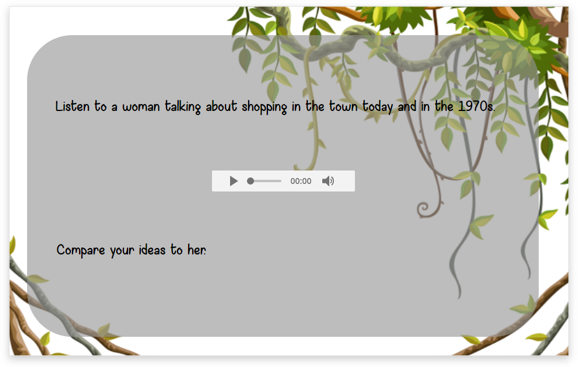 Listen to a woman talking about shopping in the town today and in the 1970s.
00:00
Compare your ideas to her.